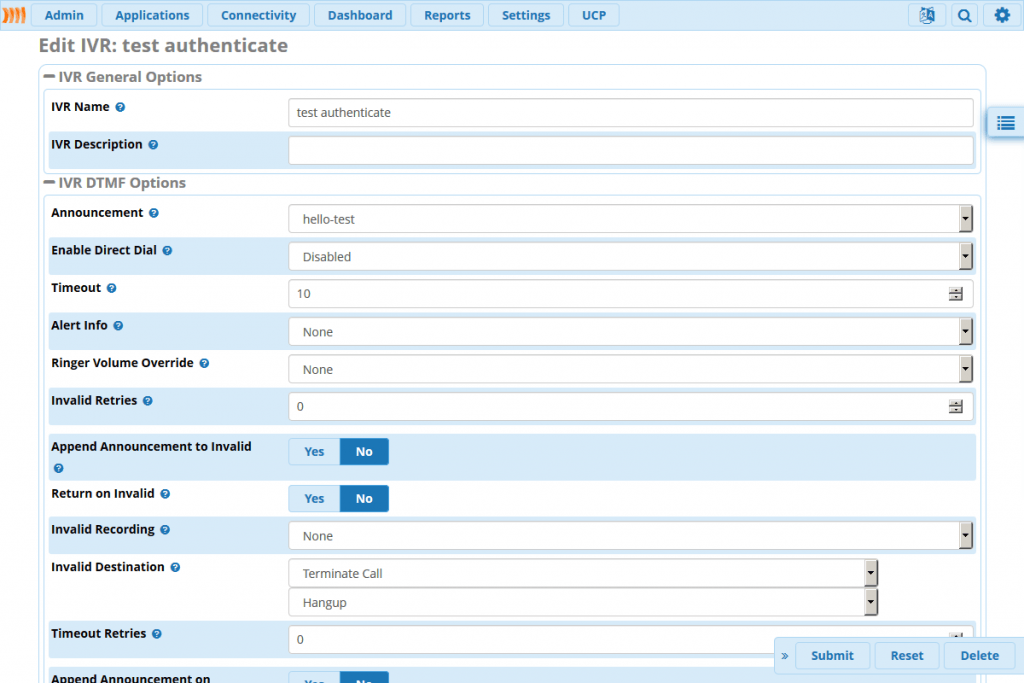 Admin Applications Connectivity Dashboard Reports Settings UCP
Edit IVR: test authenticate
IVR General Options
IVR Name test authenticate
IVR Description
IVR DTMF Options
Announcement hello-test
Enable Direct Dial Disabled
Timeout 10
Alert Info None
Ringer Volume Override None
Invalid Retries 0
Append Announcement to Invalid Yes No
Return on Invalid Yes No
Invalid Recording None
Invalid Destination Terminate Call
Hangup
Timeout Retries 0
» Submit Reset Delete
Append Announcement on Yes No